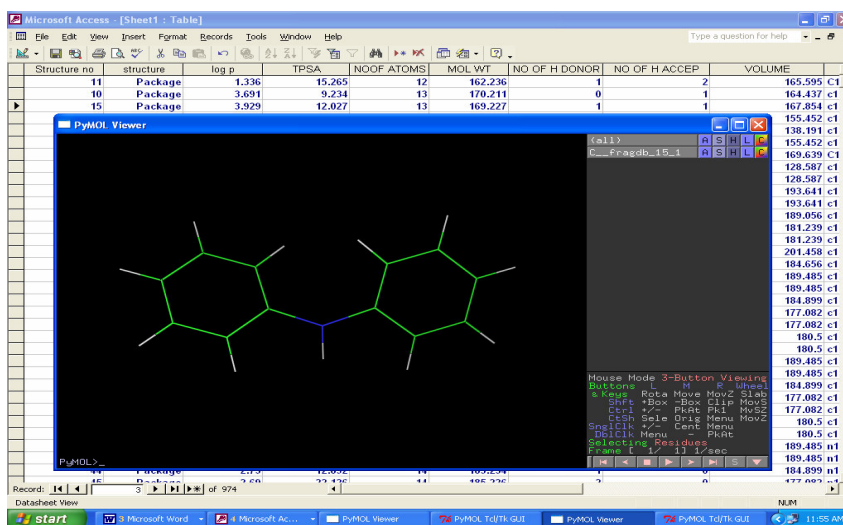 Microsoft Access - [Sheet1 : Table]
File Edit View Insert Format Records Tools Window Help Type a question for help
Structure no structure log p TPSA NOOF ATOMS MOL WT NO OF H DONOR NO OF H ACCEP VOLUME
11 Package 1.336 15.265 12 162.236 1 2 165.595 C1
10 Package 3.691 9.234 13 170.211 0 1 164.437 c1
15 Package 3.929 12.027 13 169.227 1 1 167.854 c1
155.452 c1
PyMOL Viewer
138.191 c1
(all) A S H L C 155.452 c1
C__fragdb_15_1 A S H L C 169.639 C1
128.587 c1
128.587 c1
193.641 c1
193.641 c1
189.056 c1
181.239 c1
181.239 c1
201.458 c1
184.656 c1
189.485 c1
189.485 c1
184.899 c1
177.082 c1
177.082 c1
180.5 c1
180.5 c1
189.485 c1
189.485 c1
Mouse Mode 3-Button Viewing
Buttons L M R Wheel 184.899 c1
& Keys Rota Move MovZ Slab 177.082 c1
Shft +Box -Box Clip MovS
Ctrl +/- PkAt Pk1 MvSZ 177.082 c1
CtSh Sele Orig Menu MovZ 180.5 c1
SnglClk +/- Cent Menu
DblClk Menu - PkAt 180.5 c1
Selecting Residues 189.485 n1
Frame [ 1/ 1] 1/sec
PyMOL>_ S 189.485 n1
14 184.899 n1
177.082 n1
Record: 3 of 974
Datasheet View NUM
start 3 Microsoft Word 4 Microsoft Ac... PyMOL Viewer PyMOL Tcl/Tk GUI PyMOL Viewer PyMOL Tcl/Tk GUI 11:55 AM